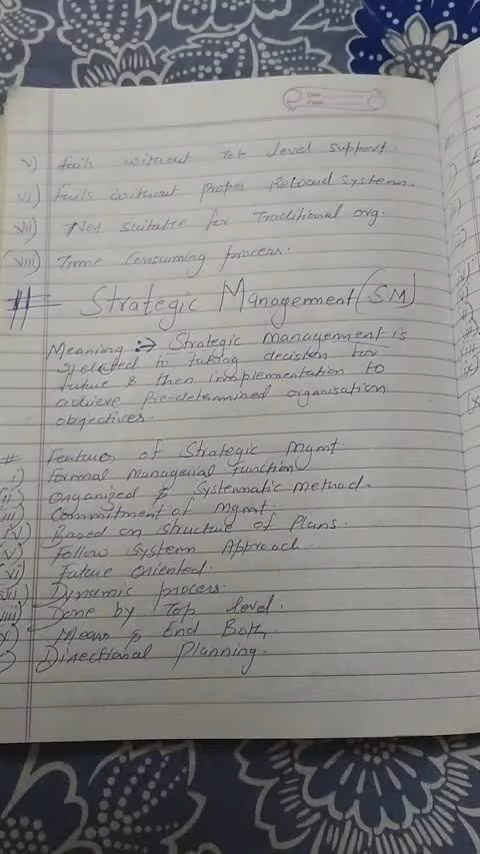 v) fails without Top level support.
vi) Fails without Proper Reward System.
vii) Not suitable for Traditional org.
viii) Time Consuming process.
# Strategic Management (SM)
Meaning :→ Strategic management is
related to taking decision for
future & then implementation to
achieve Pre-determined organisation
objectives.
# Features of Strategic Mgmt.
i) Formal Managerial function
ii) Organized & Systematic method.
iii) Commitment of Mgmt.
iv) Based on Structure of Plans.
v) Follow System Approach
vi) Future Oriented.
vii) Dynamic process.
viii) Done by Top level.
x) Means & End Both.
) Directional Planning.